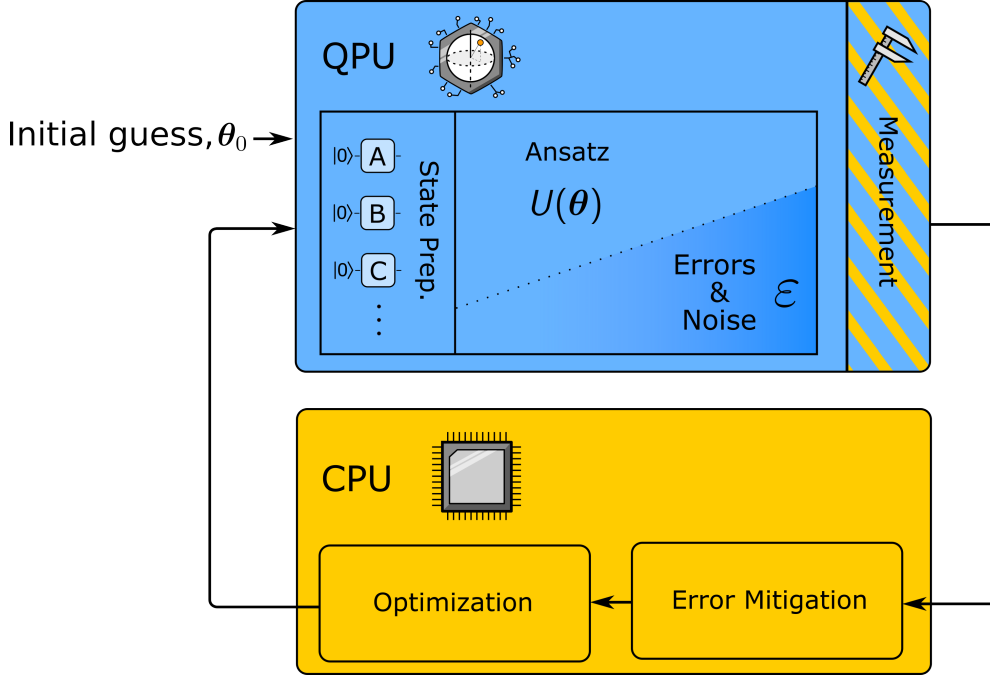 QPU
Initial guess, θ₀
|0⟩ A
|0⟩ B
|0⟩ C
⋮
State Prep.
Ansatz
U(θ)
Errors
&
Noise
ℰ
Measurement
CPU
Optimization
Error Mitigation